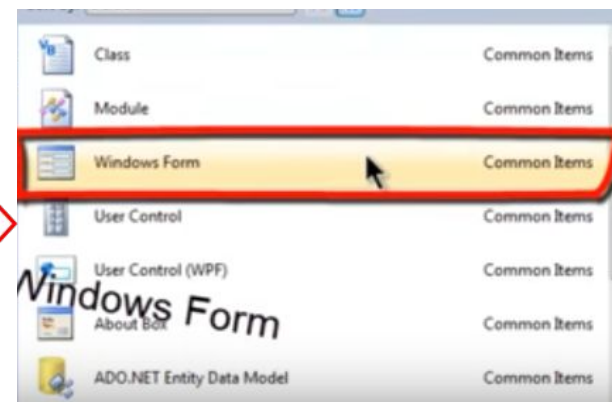 Class Common Items
Module Common Items
Windows Form Common Items
User Control Common Items
User Control (WPF) Common Items
Windows Form
About Box Common Items
ADO.NET Entity Data Model Common Items